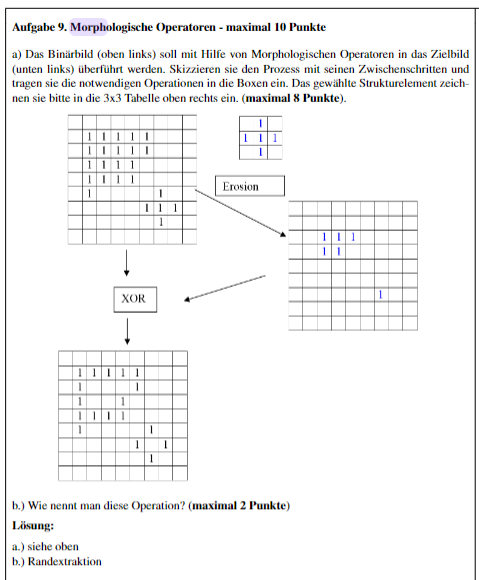 Aufgabe 9. Morphologische Operatoren - maximal 10 Punkte
a) Das Binärbild (oben links) soll mit Hilfe von Morphologischen Operatoren in das Zielbild
(unten links) überführt werden. Skizzieren sie den Prozess mit seinen Zwischenschritten und
tragen sie die notwendigen Operationen in die Boxen ein. Das gewählte Strukturelement zeich-
nen sie bitte in die 3x3 Tabelle oben rechts ein. (maximal 8 Punkte).
1
1 1 1
1
1 1 1 1 1
1 1 1 1 1
1 1 1 1
1 1 1 1
1 1
1 1 1
1
Erosion
1 1 1
1 1
1
XOR
1 1 1 1 1
1 1
1 1
1 1 1 1
1 1
1 1
1
b.) Wie nennt man diese Operation? (maximal 2 Punkte)
Lösung:
a.) siehe oben
b.) Randextraktion